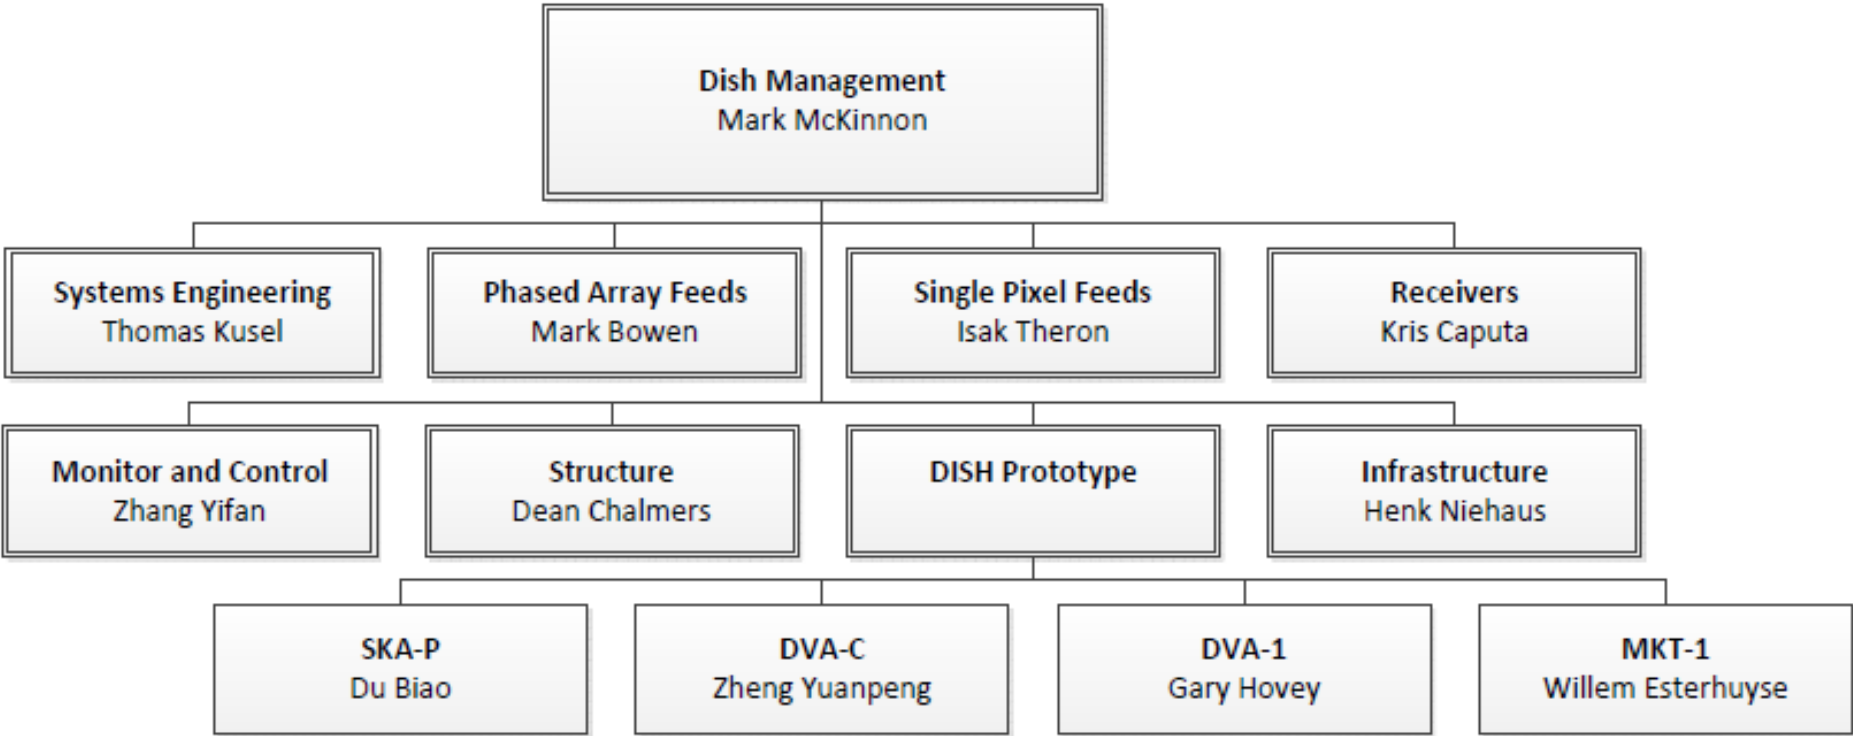 Dish Management
Mark McKinnon
Systems Engineering
Thomas Kusel
Phased Array Feeds
Mark Bowen
Single Pixel Feeds
Isak Theron
Receivers
Kris Caputa
Monitor and Control
Zhang Yifan
Structure
Dean Chalmers
DISH Prototype
Infrastructure
Henk Niehaus
SKA-P
Du Biao
DVA-C
Zheng Yuanpeng
DVA-1
Gary Hovey
MKT-1
Willem Esterhuyse